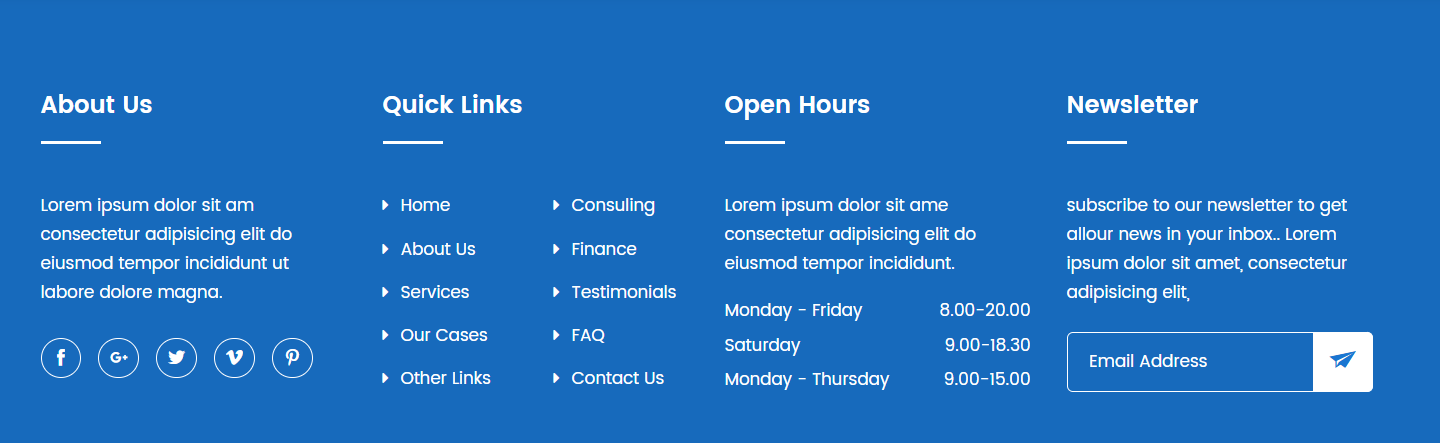 About Us
Lorem ipsum dolor sit am
consectetur adipisicing elit do
eiusmod tempor incididunt ut
labore dolore magna.
Quick Links
Home
About Us
Services
Our Cases
Other Links
Consuling
Finance
Testimonials
FAQ
Contact Us
Open Hours
Lorem ipsum dolor sit ame
consectetur adipisicing elit do
eiusmod tempor incididunt.
Monday - Friday 8.00-20.00
Saturday 9.00-18.30
Monday - Thursday 9.00-15.00
Newsletter
subscribe to our newsletter to get
allour news in your inbox.. Lorem
ipsum dolor sit amet, consectetur
adipisicing elit,
Email Address